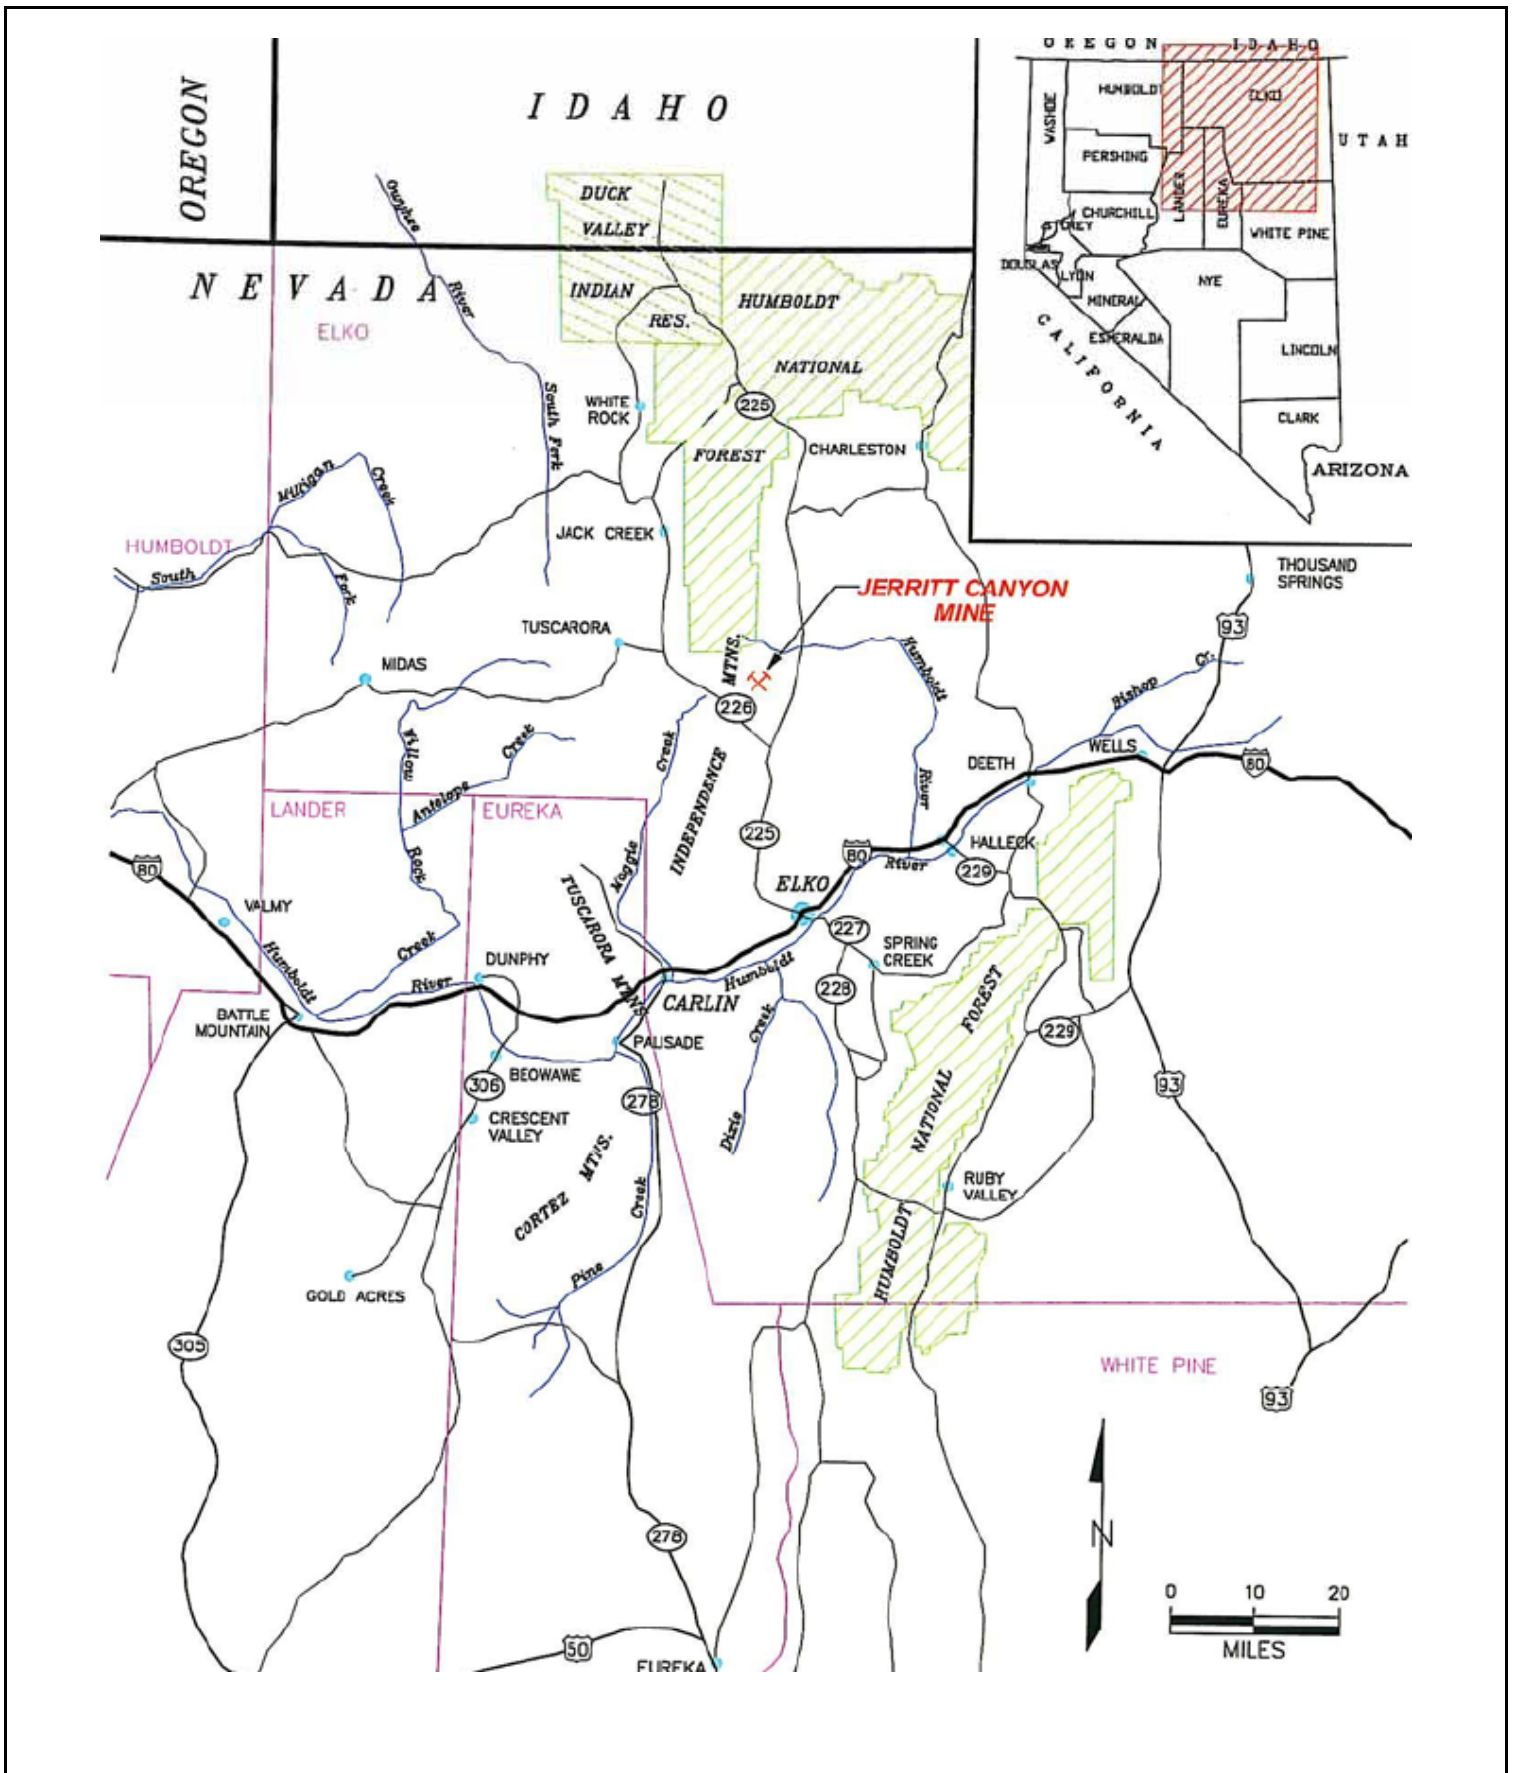 OREGON
IDAHO
NEVADA
ELKO
Owyhee
River
South Fork
DUCK
VALLEY
INDIAN
RES.
HUMBOLDT
NATIONAL
FOREST
WHITE
ROCK
225
CHARLESTON
JACK CREEK
HUMBOLDT
South
Fork
Creek
OREGON
IDAHO
UTAH
WASHOE
HUMBOLDT
ELKO
PERSHING
LANDER
EUREKA
CHURCHILL
STOREY
WHITE PINE
DOUGLAS
LYON
NYE
MINERAL
ESMERALDA
LINCOLN
CLARK
CALIFORNIA
ARIZONA
THOUSAND
SPRINGS
93
JERRITT CANYON
MINE
TUSCARORA
MIDAS
MTNS.
226
Humboldt
River
Bishop
Cr.
Willow
Creek
Antelope
Creek
INDEPENDENCE
DEETH
WELLS
80
LANDER
EUREKA
Rock
Creek
Maggie
225
80
HALLECK
River
229
80
ELKO
VALMY
TUSCARORA MTNS
227
SPRING
CREEK
Humboldt
River
DUNPHY
Humboldt
228
CARLIN
FOREST
BATTLE
MOUNTAIN
PALISADE
Creek
229
BEOWAWE
306
278
93
CRESCENT
VALLEY
Dixie
NATIONAL
CORTEZ MTNS.
Creek
RUBY
VALLEY
Pine
HUMBOLDT
GOLD ACRES
305
WHITE PINE
93
N
278
0 10 20
MILES
50
EUREKA